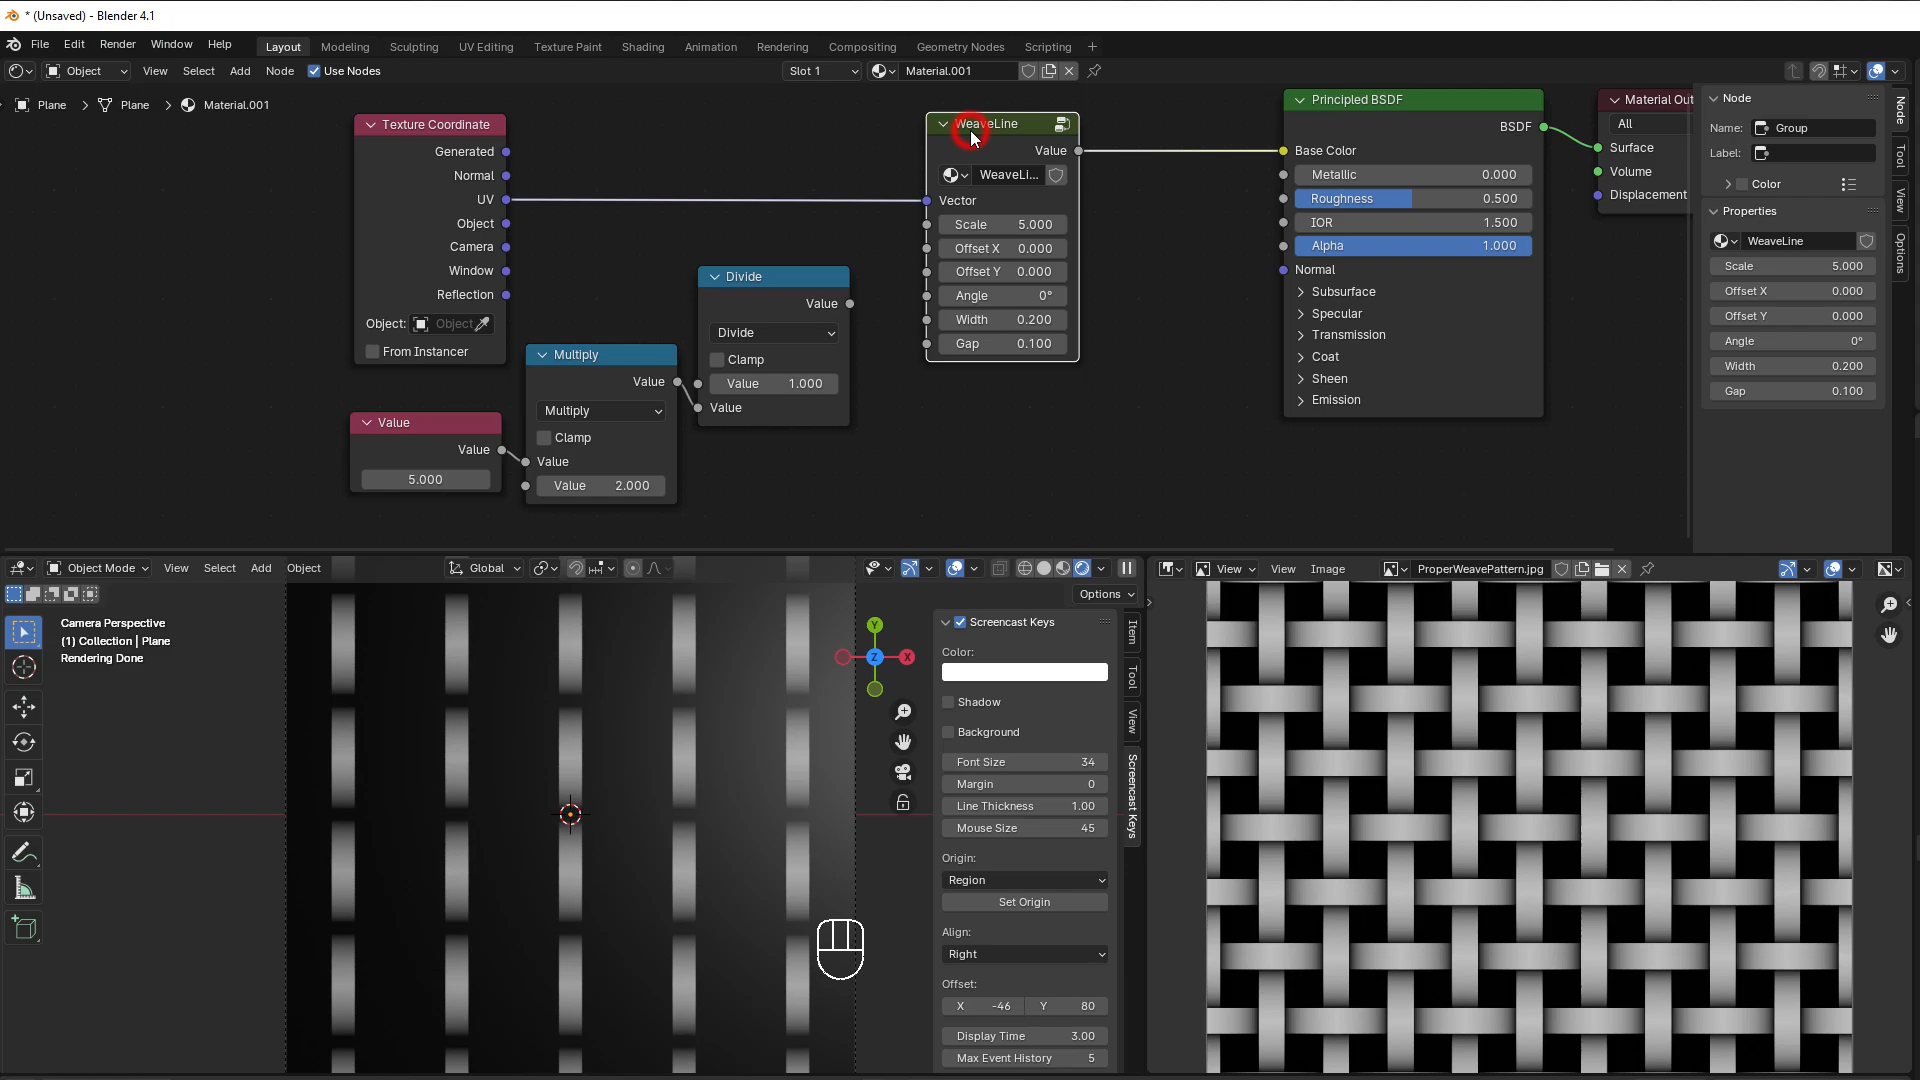 * (Unsaved) - Blender 4.1
File Edit Render Window Help Layout Modeling Sculpting UV Editing Texture Paint Shading Animation Rendering Compositing Geometry Nodes Scripting +
Object View Select Add Node Use Nodes Slot 1 Material.001
Plane > Plane > Material.001
Texture Coordinate
Generated
Normal
UV
Object
Camera
Window
Reflection
Object: Object
From Instancer
Value
Value
5.000
Multiply
Value
Multiply
Clamp
Value
Value 2.000
Divide
Value
Divide
Clamp
Value 1.000
Value
WeaveLine
Value
WeaveLi...
Vector
Scale 5.000
Offset X 0.000
Offset Y 0.000
Angle 0°
Width 0.200
Gap 0.100
Principled BSDF
BSDF
Base Color
Metallic 0.000
Roughness 0.500
IOR 1.500
Alpha 1.000
Normal
Subsurface
Specular
Transmission
Coat
Sheen
Emission
Material Out
All
Surface
Volume
Displacement
Node
Name: Group
Label:
Color
Properties
WeaveLine
Scale 5.000
Offset X 0.000
Offset Y 0.000
Angle 0°
Width 0.200
Gap 0.100
Node
Tool
View
Options
Object Mode View Select Add Object Global
Options
Camera Perspective
(1) Collection | Plane
Rendering Done
Y
Z
X
Screencast Keys
Color:
Shadow
Background
Font Size 34
Margin 0
Line Thickness 1.00
Mouse Size 45
Origin:
Region
Set Origin
Align:
Right
Offset:
X -46 Y 80
Display Time 3.00
Max Event History 5
Item
Tool
View
Screencast Keys
View View Image ProperWeavePattern.jpg